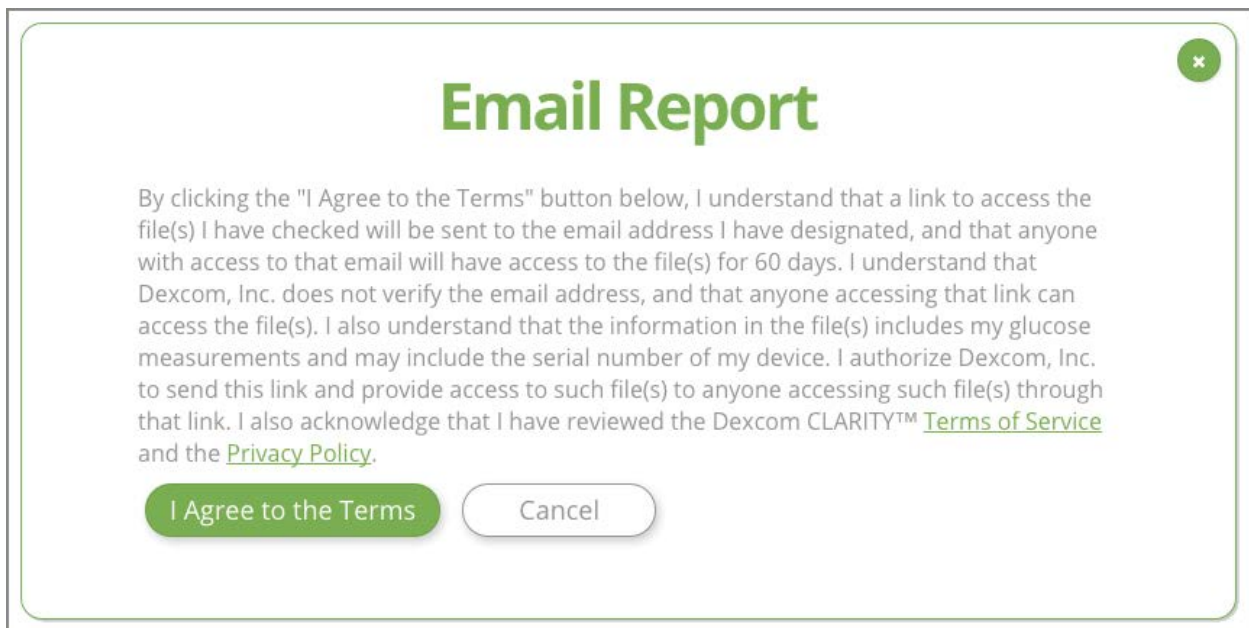 Email Report
By clicking the "I Agree to the Terms" button below, I understand that a link to access the
file(s) I have checked will be sent to the email address I have designated, and that anyone
with access to that email will have access to the file(s) for 60 days. I understand that
Dexcom, Inc. does not verify the email address, and that anyone accessing that link can
access the file(s). I also understand that the information in the file(s) includes my glucose
measurements and may include the serial number of my device. I authorize Dexcom, Inc.
to send this link and provide access to such file(s) to anyone accessing such file(s) through
that link. I also acknowledge that I have reviewed the Dexcom CLARITY™ Terms of Service
and the Privacy Policy.
I Agree to the Terms Cancel